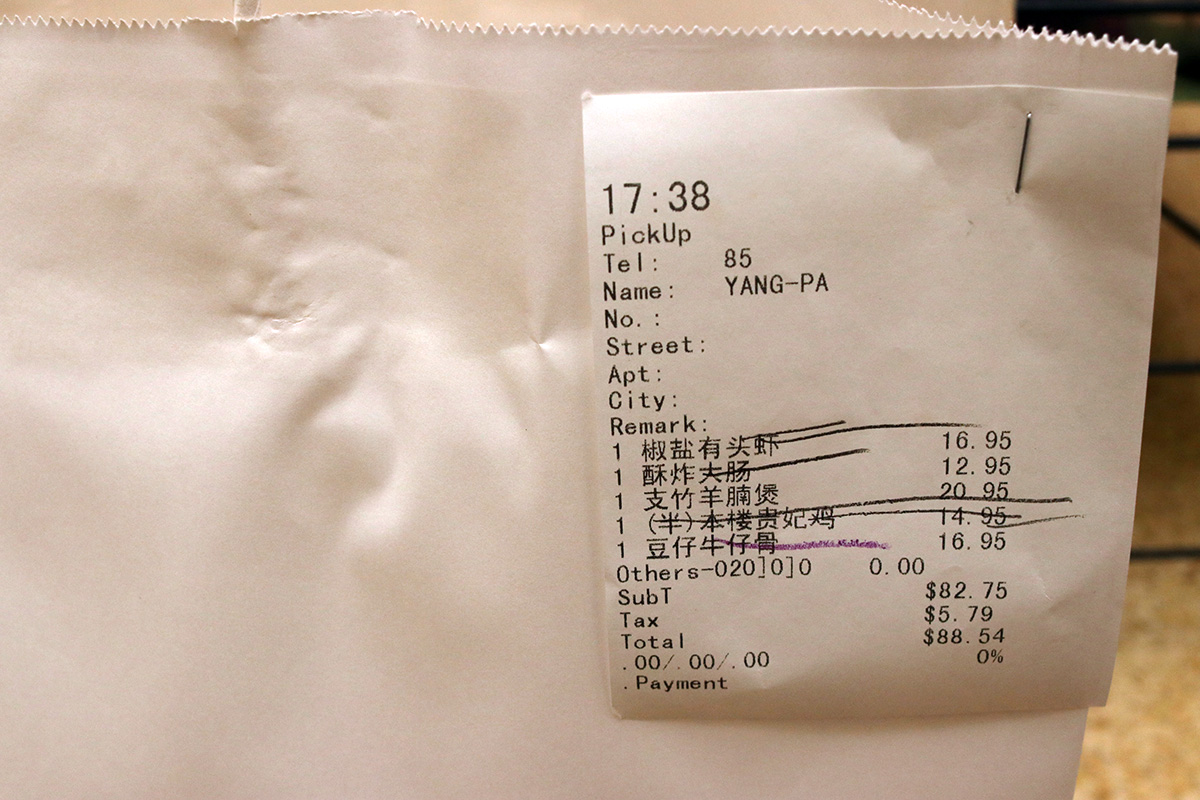 17:38
PickUp
Tel: 85
Name: YANG-PA
No.:
Street:
Apt:
City:
Remark:
1 椒盐有头虾 16.95
1 酥炸大肠 12.95
1 支竹羊腩煲 20.95
1 (半)本楼贵妃鸡 14.95
1 豆仔牛仔骨 16.95
Others-020]0]0 0.00
SubT $82.75
Tax $5.79
Total $88.54
.00/.00/.00 0%
.Payment